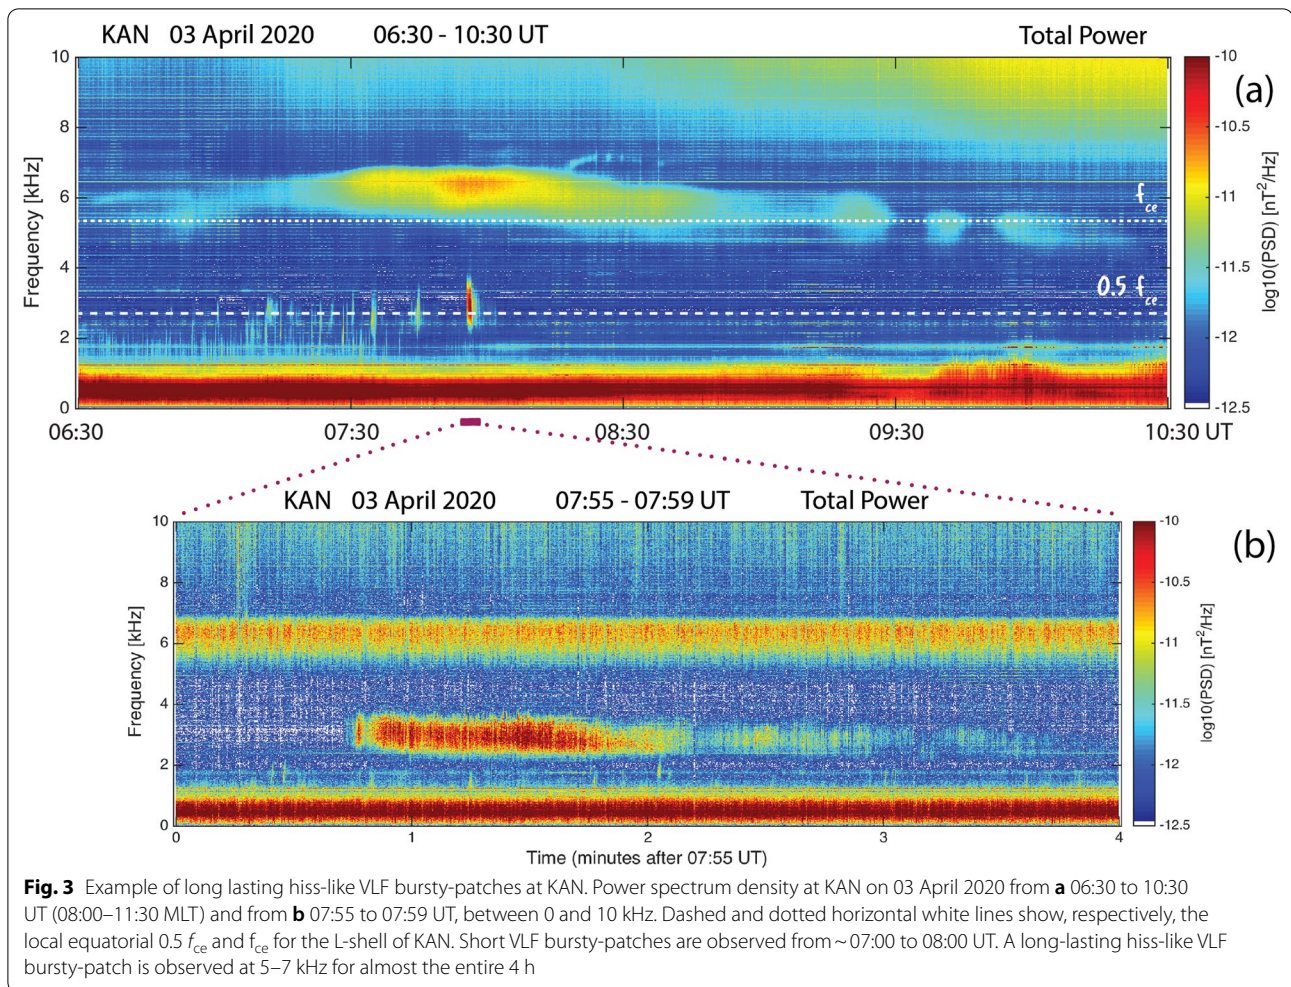 KAN 03 April 2020 06:30 - 10:30 UT Total Power
(a)
Frequency [kHz]
10
8
6
4
2
0
f ce
0.5 f ce
06:30 07:30 08:30 09:30 10:30 UT
-10
-10.5
-11
-11.5
-12
-12.5
log10(PSD) [nT²/Hz]
KAN 03 April 2020 07:55 - 07:59 UT Total Power
(b)
Frequency [kHz]
10
8
6
4
2
0
0 1 2 3 4
Time (minutes after 07:55 UT)
-10
-10.5
-11
-11.5
-12
-12.5
log10(PSD) [nT²/Hz]
Fig. 3 Example of long lasting hiss-like VLF bursty-patches at KAN. Power spectrum density at KAN on 03 April 2020 from a 06:30 to 10:30
UT (08:00–11:30 MLT) and from b 07:55 to 07:59 UT, between 0 and 10 kHz. Dashed and dotted horizontal white lines show, respectively, the
local equatorial 0.5 fce and fce for the L-shell of KAN. Short VLF bursty-patches are observed from ~ 07:00 to 08:00 UT. A long-lasting hiss-like VLF
bursty-patch is observed at 5–7 kHz for almost the entire 4 h